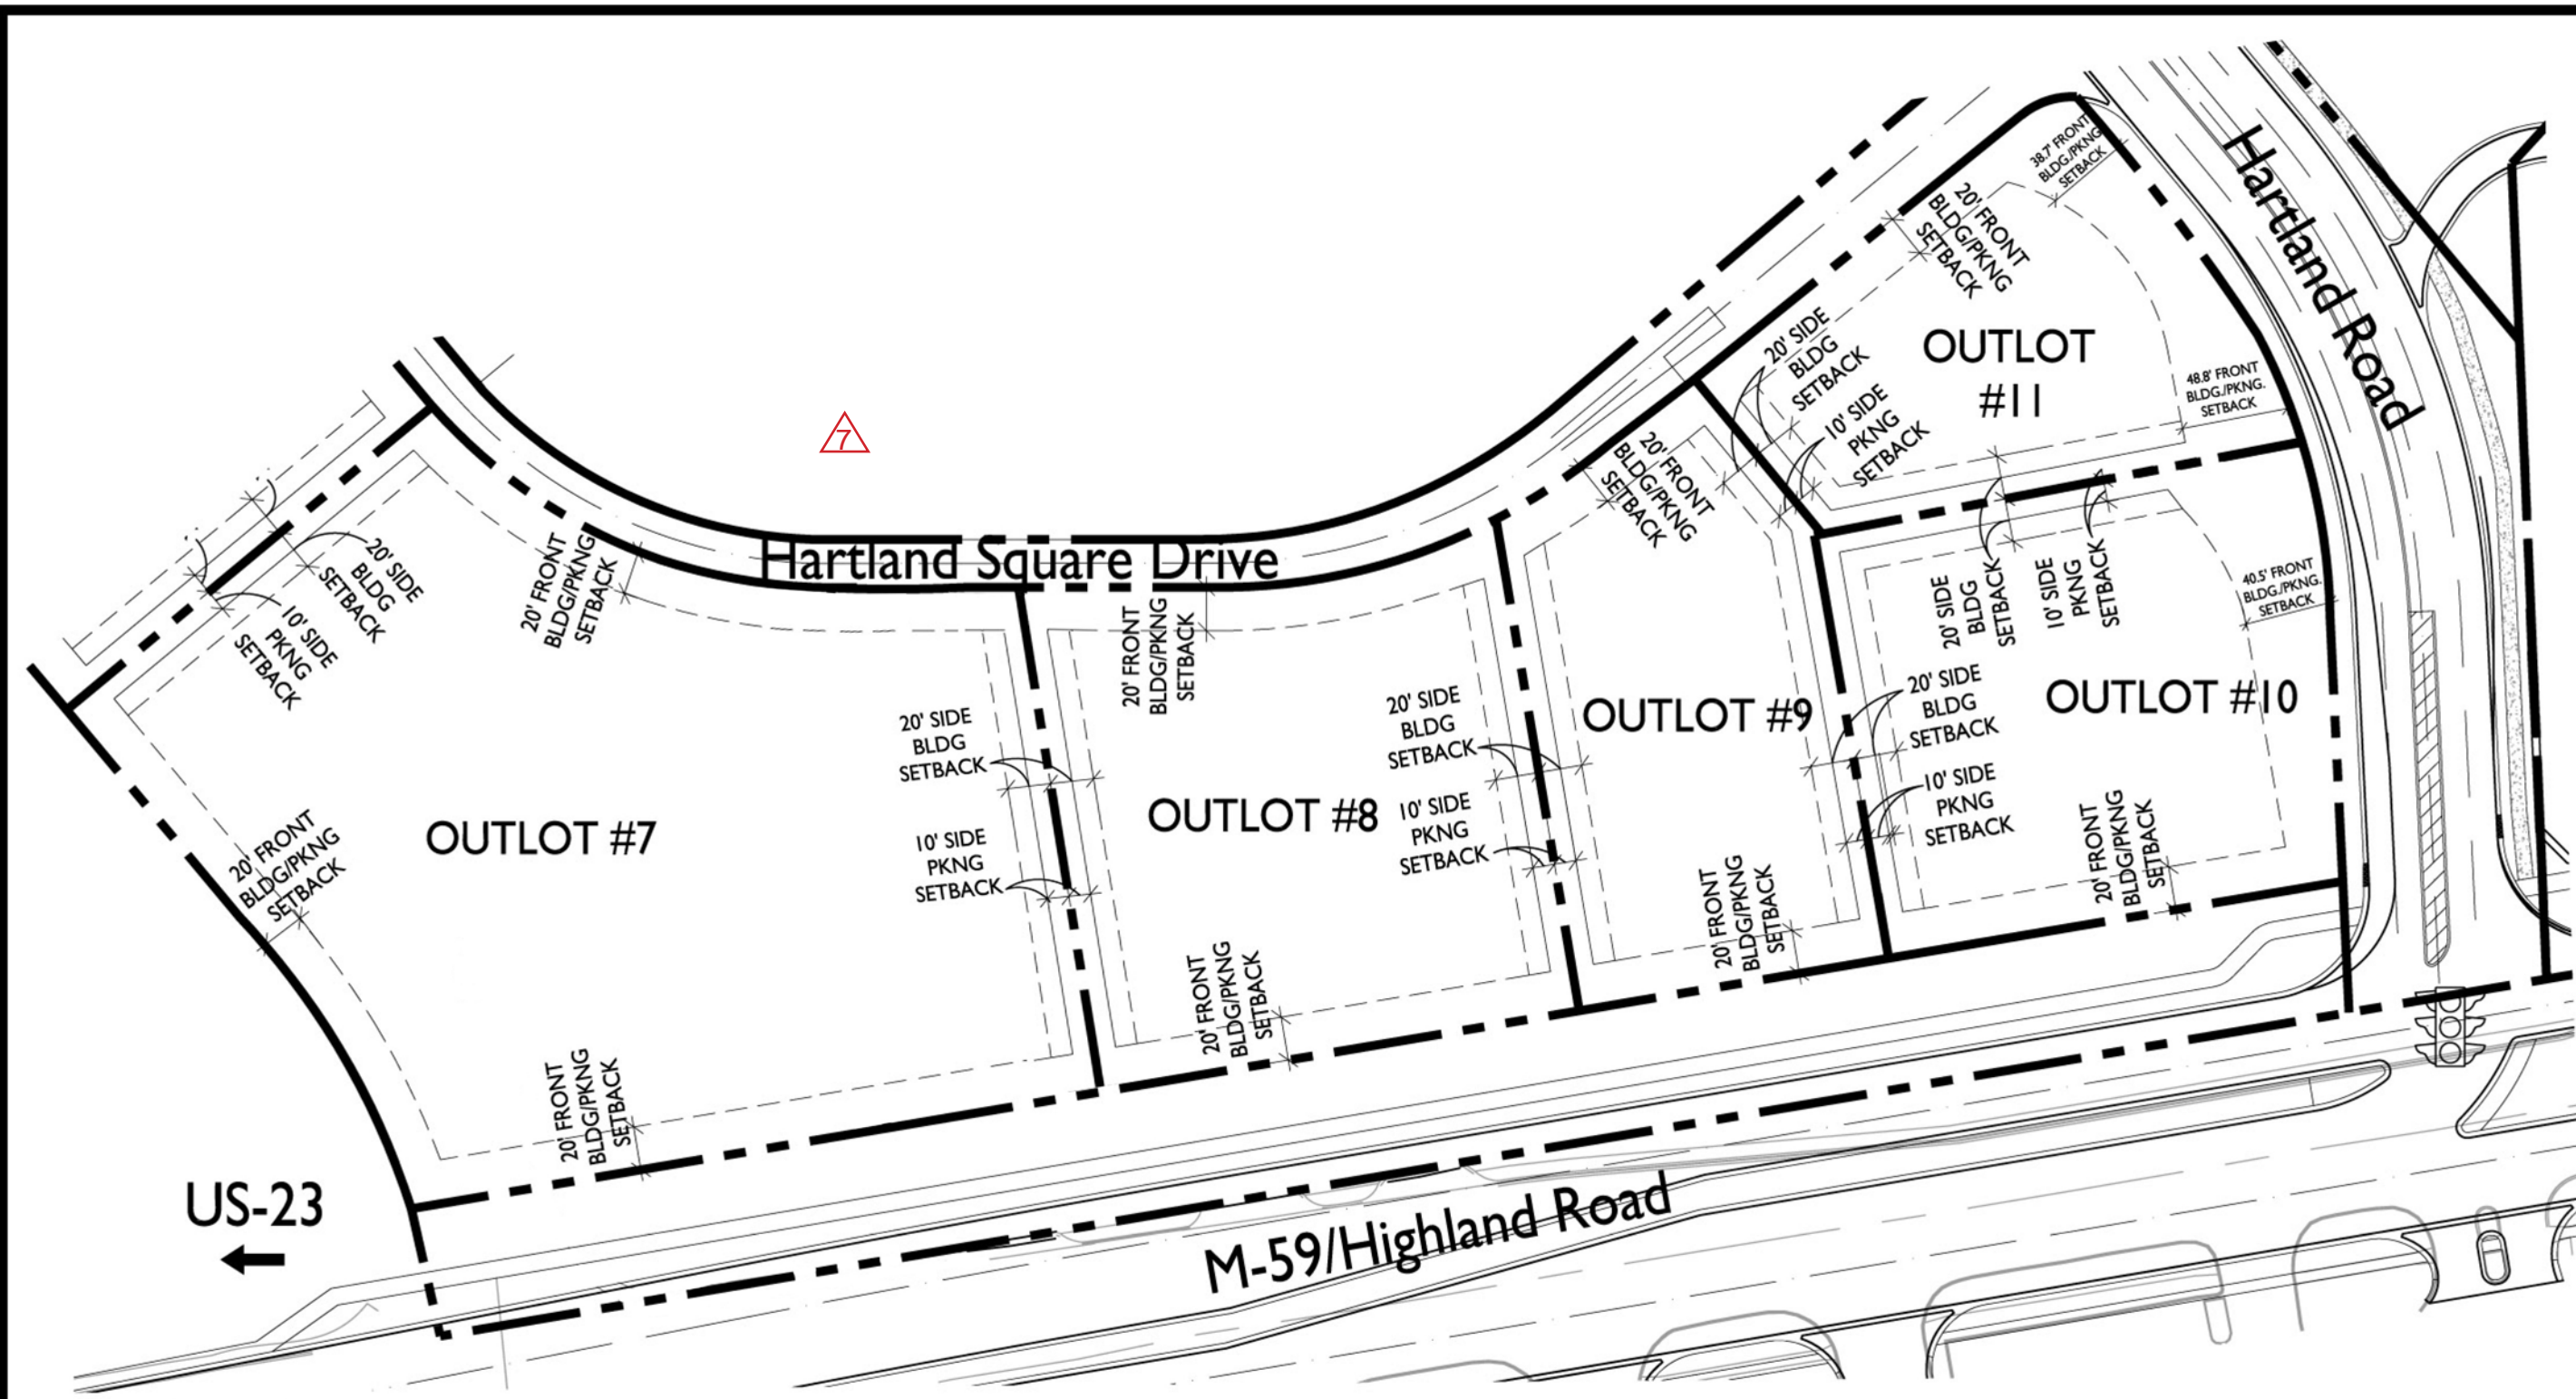 38.7' FRONT
BLDG/PKNG
SETBACK
Hartland Road
20' FRONT
BLDG/PKNG
SETBACK
20' SIDE
BLDG
SETBACK
10' SIDE
PKNG
SETBACK
OUTLOT
#11
48.8' FRONT
BLDG./PKNG.
SETBACK
7
20' FRONT
BLDG/PKNG
SETBACK
Hartland Square Drive
20' SIDE
BLDG
SETBACK
10' SIDE
PKNG
SETBACK
20' FRONT
BLDG/PKNG
SETBACK
20' FRONT
BLDG/PKNG
SETBACK
20' SIDE
BLDG
SETBACK
10' SIDE
PKNG
SETBACK
40.5' FRONT
BLDG./PKNG.
SETBACK
20' SIDE
BLDG
SETBACK
10' SIDE
PKNG
SETBACK
20' SIDE
BLDG
SETBACK
10' SIDE
PKNG
SETBACK
20' SIDE
BLDG
SETBACK
10' SIDE
PKNG
SETBACK
OUTLOT #7
OUTLOT #8
OUTLOT #9
OUTLOT #10
20' FRONT
BLDG/PKNG
SETBACK
20' FRONT
BLDG/PKNG
SETBACK
20' FRONT
BLDG/PKNG
SETBACK
20' FRONT
BLDG/PKNG
SETBACK
20' FRONT
BLDG/PKNG
SETBACK
US-23
M-59/Highland Road